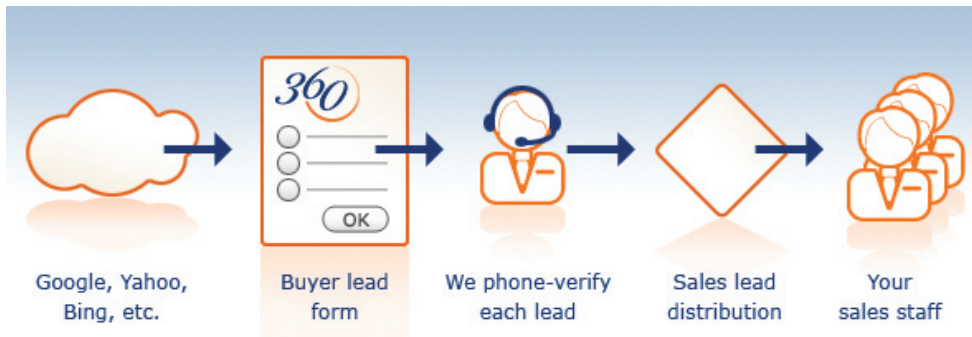 360
OK
Google, Yahoo,
Bing, etc.
Buyer lead
form
We phone-verify
each lead
Sales lead
distribution
Your
sales staff